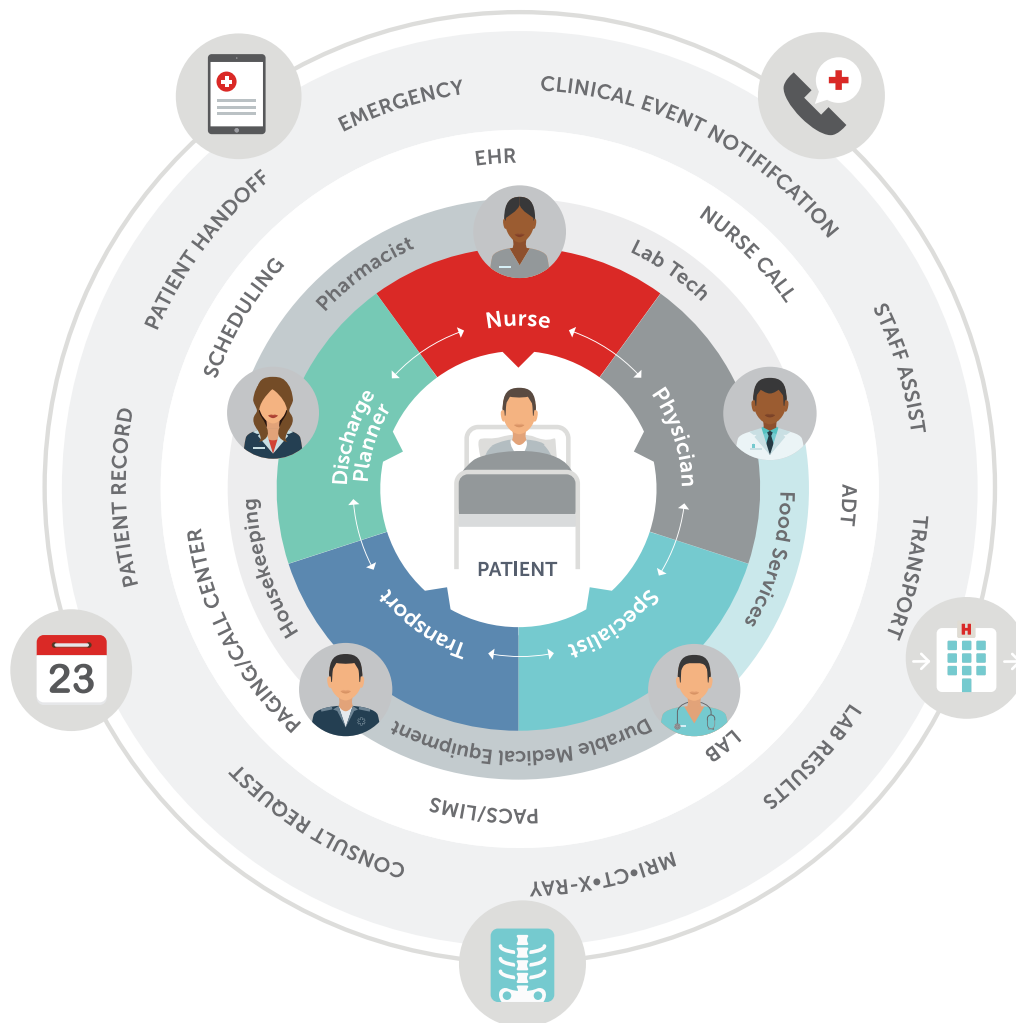 EMERGENCY
CLINICAL EVENT NOTIFIFCATION
PATIENT HANDOFF
EHR
NURSE CALL
SCHEDULING
Pharmacist
Lab Tech
STAFF ASSIST
Nurse
Discharge
Planner
Physician
PATIENT RECORD
ADT
Housekeeping
Food Services
TRANSPORT
PATIENT
PAGING/CALL CENTER
Transport
Specialist
H
23
Durable Medical Equipment
LAB
LAB RESULTS
PACS/LIMS
CONSULT REQUEST
MRI•CT•X-RAY